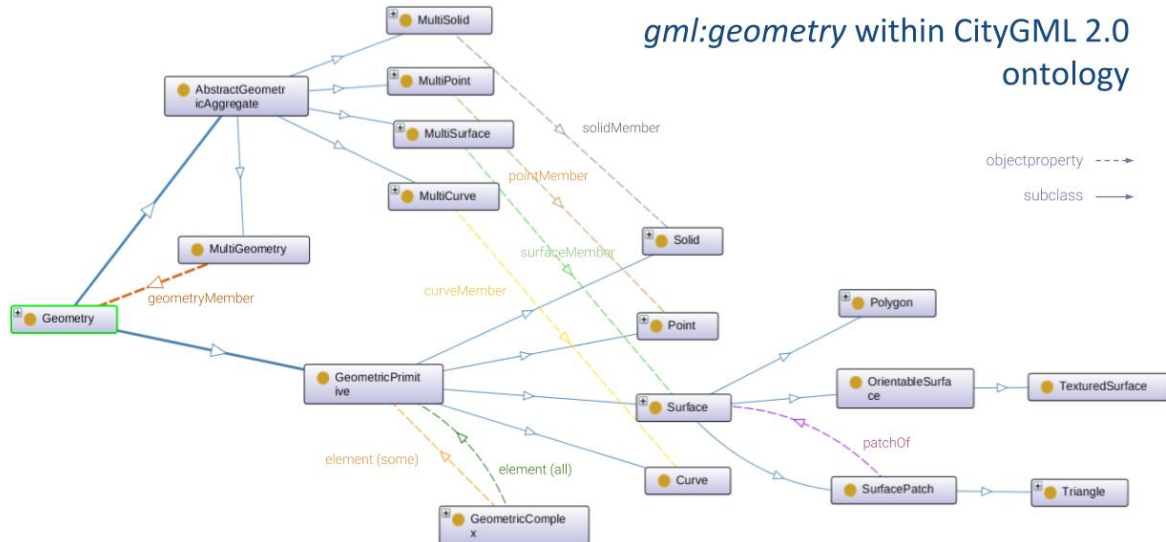 gml:geometry within CityGML 2.0
ontology
MultiSolid
AbstractGeometr
icAggregate
MultiPoint
MultiSurface
solidMember
objectproperty
pointMember
MultiCurve
subclass
MultiGeometry
Solid
surfaceMember
geometryMember
curveMember
Geometry
Point
Polygon
GeometricPrimit
ive
OrientableSurfa
ce
TexturedSurface
Surface
patchOf
element (some)
element (all)
Curve
SurfacePatch
Triangle
GeometricComple
x